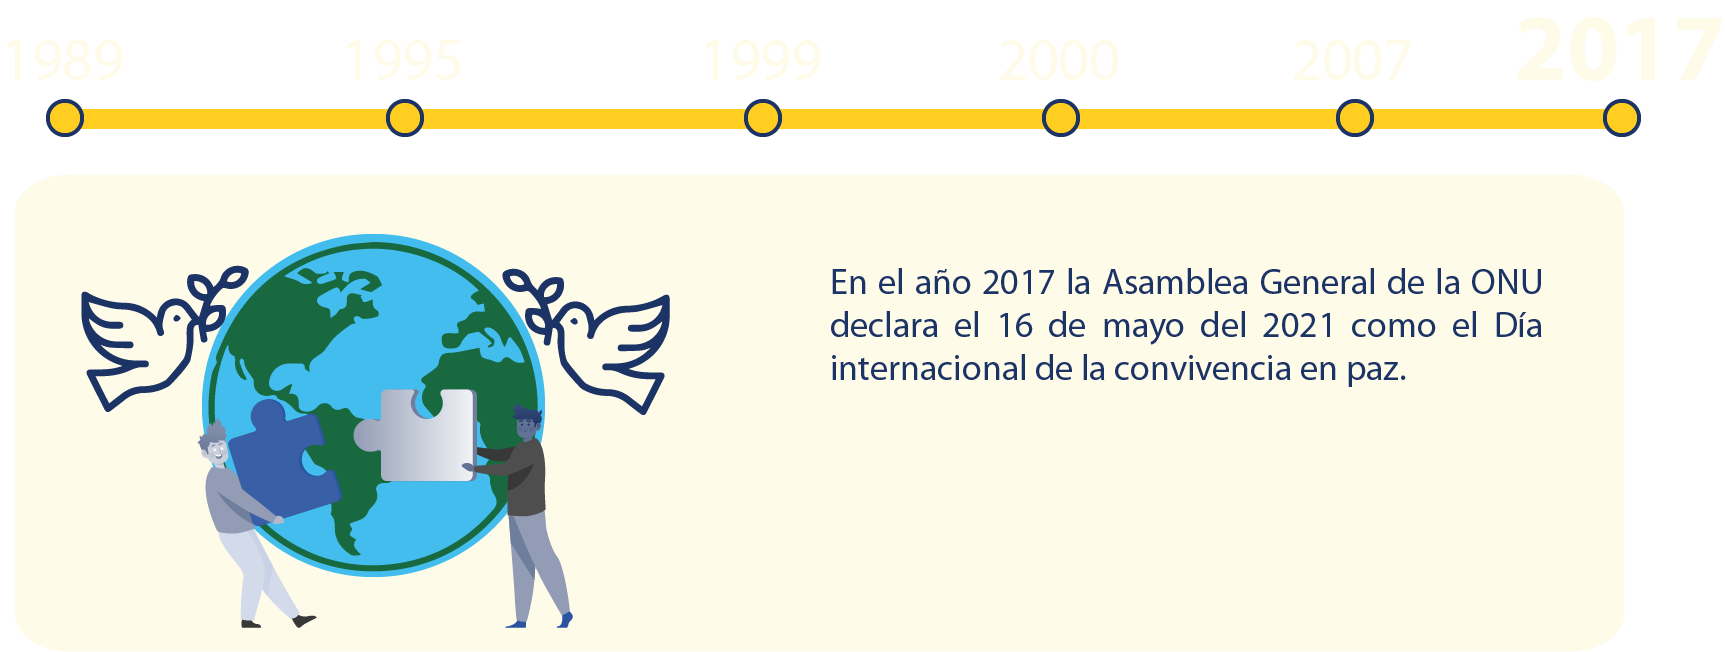 1989 1995 1999 2000 2007 2017
En el año 2017 la Asamblea General de la ONU
declara el 16 de mayo del 2021 como el Día
internacional de la convivencia en paz.